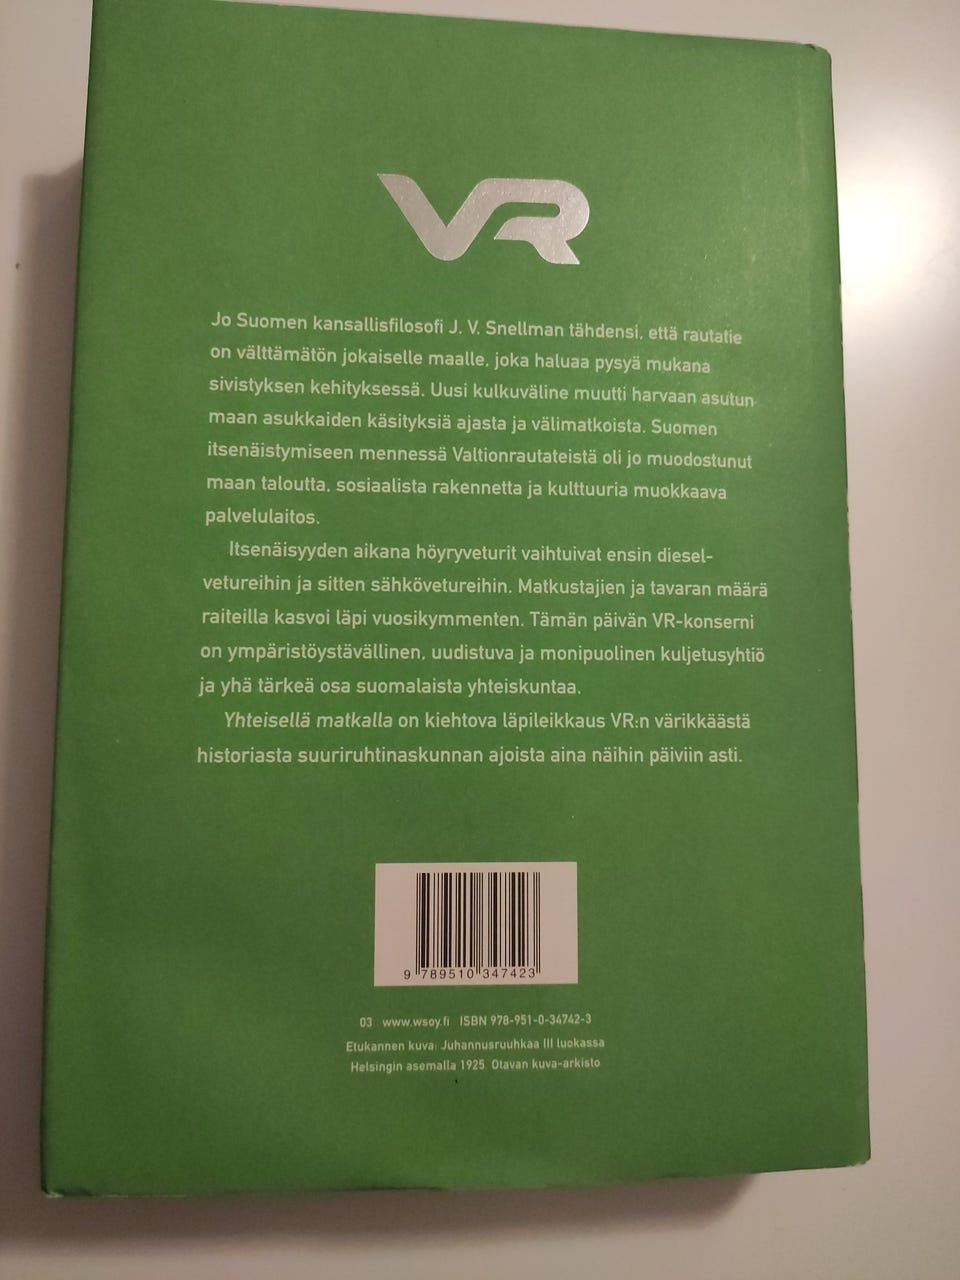 VR
Jo Suomen kansallisfilosofi J. V. Snellman tähdensi, että rautatie
on välttämätön jokaiselle maalle, joka haluaa pysyä mukana
sivistyksen kehityksessä. Uusi kulkuväline muutti harvaan asutun
maan asukkaiden käsityksiä ajasta ja välimatkoista. Suomen
itsenäistymiseen mennessä Valtionrautateistä oli jo muodostunut
maan taloutta, sosiaalista rakennetta ja kulttuuria muokkaava
palvelulaitos.
Itsenäisyyden aikana höyryveturit vaihtuivat ensin diesel-
vetureihin ja sitten sähkövetureihin. Matkustajien ja tavaran määrä
raiteilla kasvoi läpi vuosikymmenten. Tämän päivän VR-konserni
on ympäristöystävällinen, uudistuva ja monipuolinen kuljetusyhtiö
ja yhä tärkeä osa suomalaista yhteiskuntaa.
Yhteisellä matkalla on kiehtova läpileikkaus VR:n värikkäästä
historiasta suuriruhtinaskunnan ajoista aina näihin päiviin asti.
9 789510 347423
03 www.wsoy.fi ISBN 978-951-0-34742-3
Etukannen kuva: Juhannusruuhkaa III luokassa
Helsingin asemalla 1925. Otavan kuva-arkisto